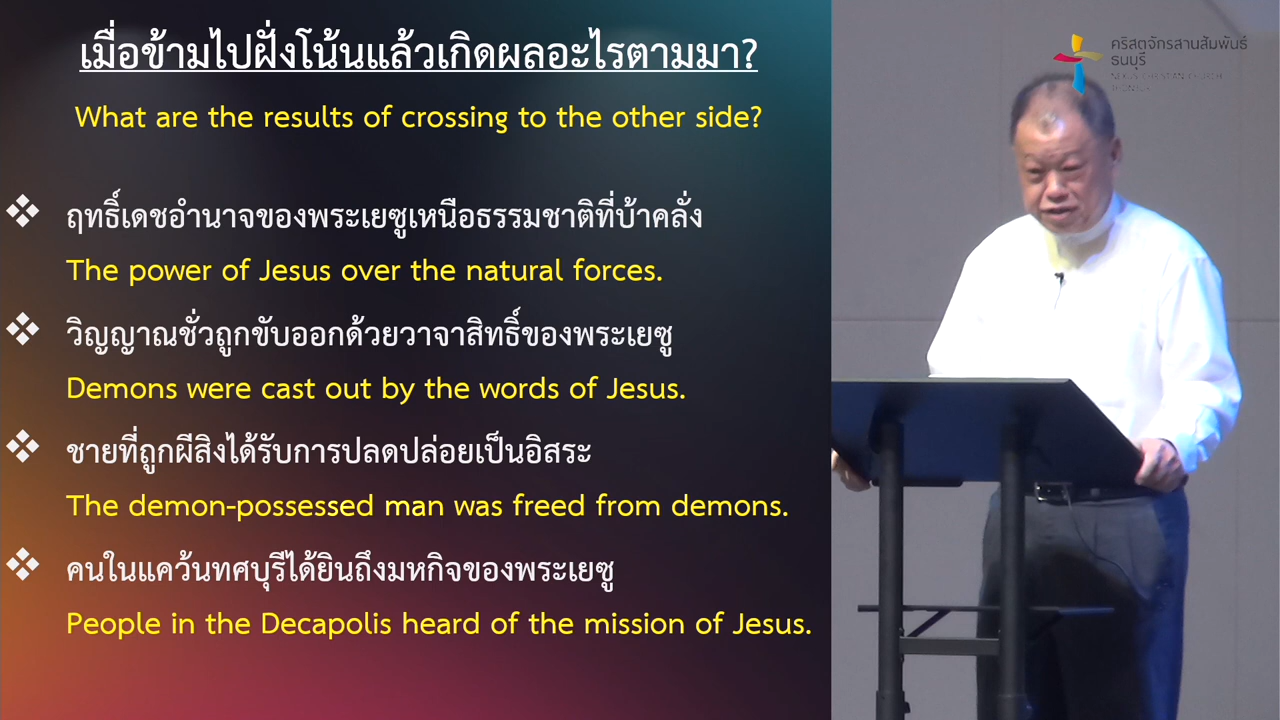 เมื่อข้ามไปฝั่งโน้นแล้วเกิดผลอะไรตามมา?
What are the results of crossing to the other side?
ฤทธิ์เดชอำนาจของพระเยซูเหนือธรรมชาติที่บ้าคลั่ง
The power of Jesus over the natural forces.
วิญญาณชั่วถูกขับออกด้วยวาจาสิทธิ์ของพระเยซู
Demons were cast out by the words of Jesus.
ชายที่ถูกผีสิงได้รับการปลดปล่อยเป็นอิสระ
The demon-possessed man was freed from demons.
คนในแคว้นทศบุรีได้ยินถึงมหกิจของพระเยซู
People in the Decapolis heard of the mission of Jesus.
คริสตจักรสานสัมพันธ์
ธนบุรี
CHRISTIAN CHURCH